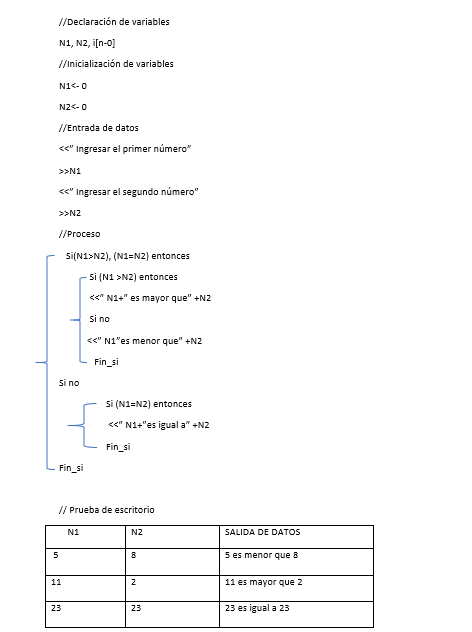 //Declaración de variables
N1, N2, i[n-0]
//Inicialización de variables
N1<- 0
N2<- 0
//Entrada de datos
<<" Ingresar el primer número"
>>N1
<<" Ingresar el segundo número"
>>N2
//Proceso
Si(N1>N2), (N1=N2) entonces
Si (N1 >N2) entonces
<<" N1+" es mayor que" +N2
Si no
<<" N1"es menor que" +N2
Fin_si
Si no
Si (N1=N2) entonces
<<" N1+"es igual a" +N2
Fin_si
Fin_si
// Prueba de escritorio
N1 N2 SALIDA DE DATOS
5 8 5 es menor que 8
11 2 11 es mayor que 2
23 23 23 es igual a 23